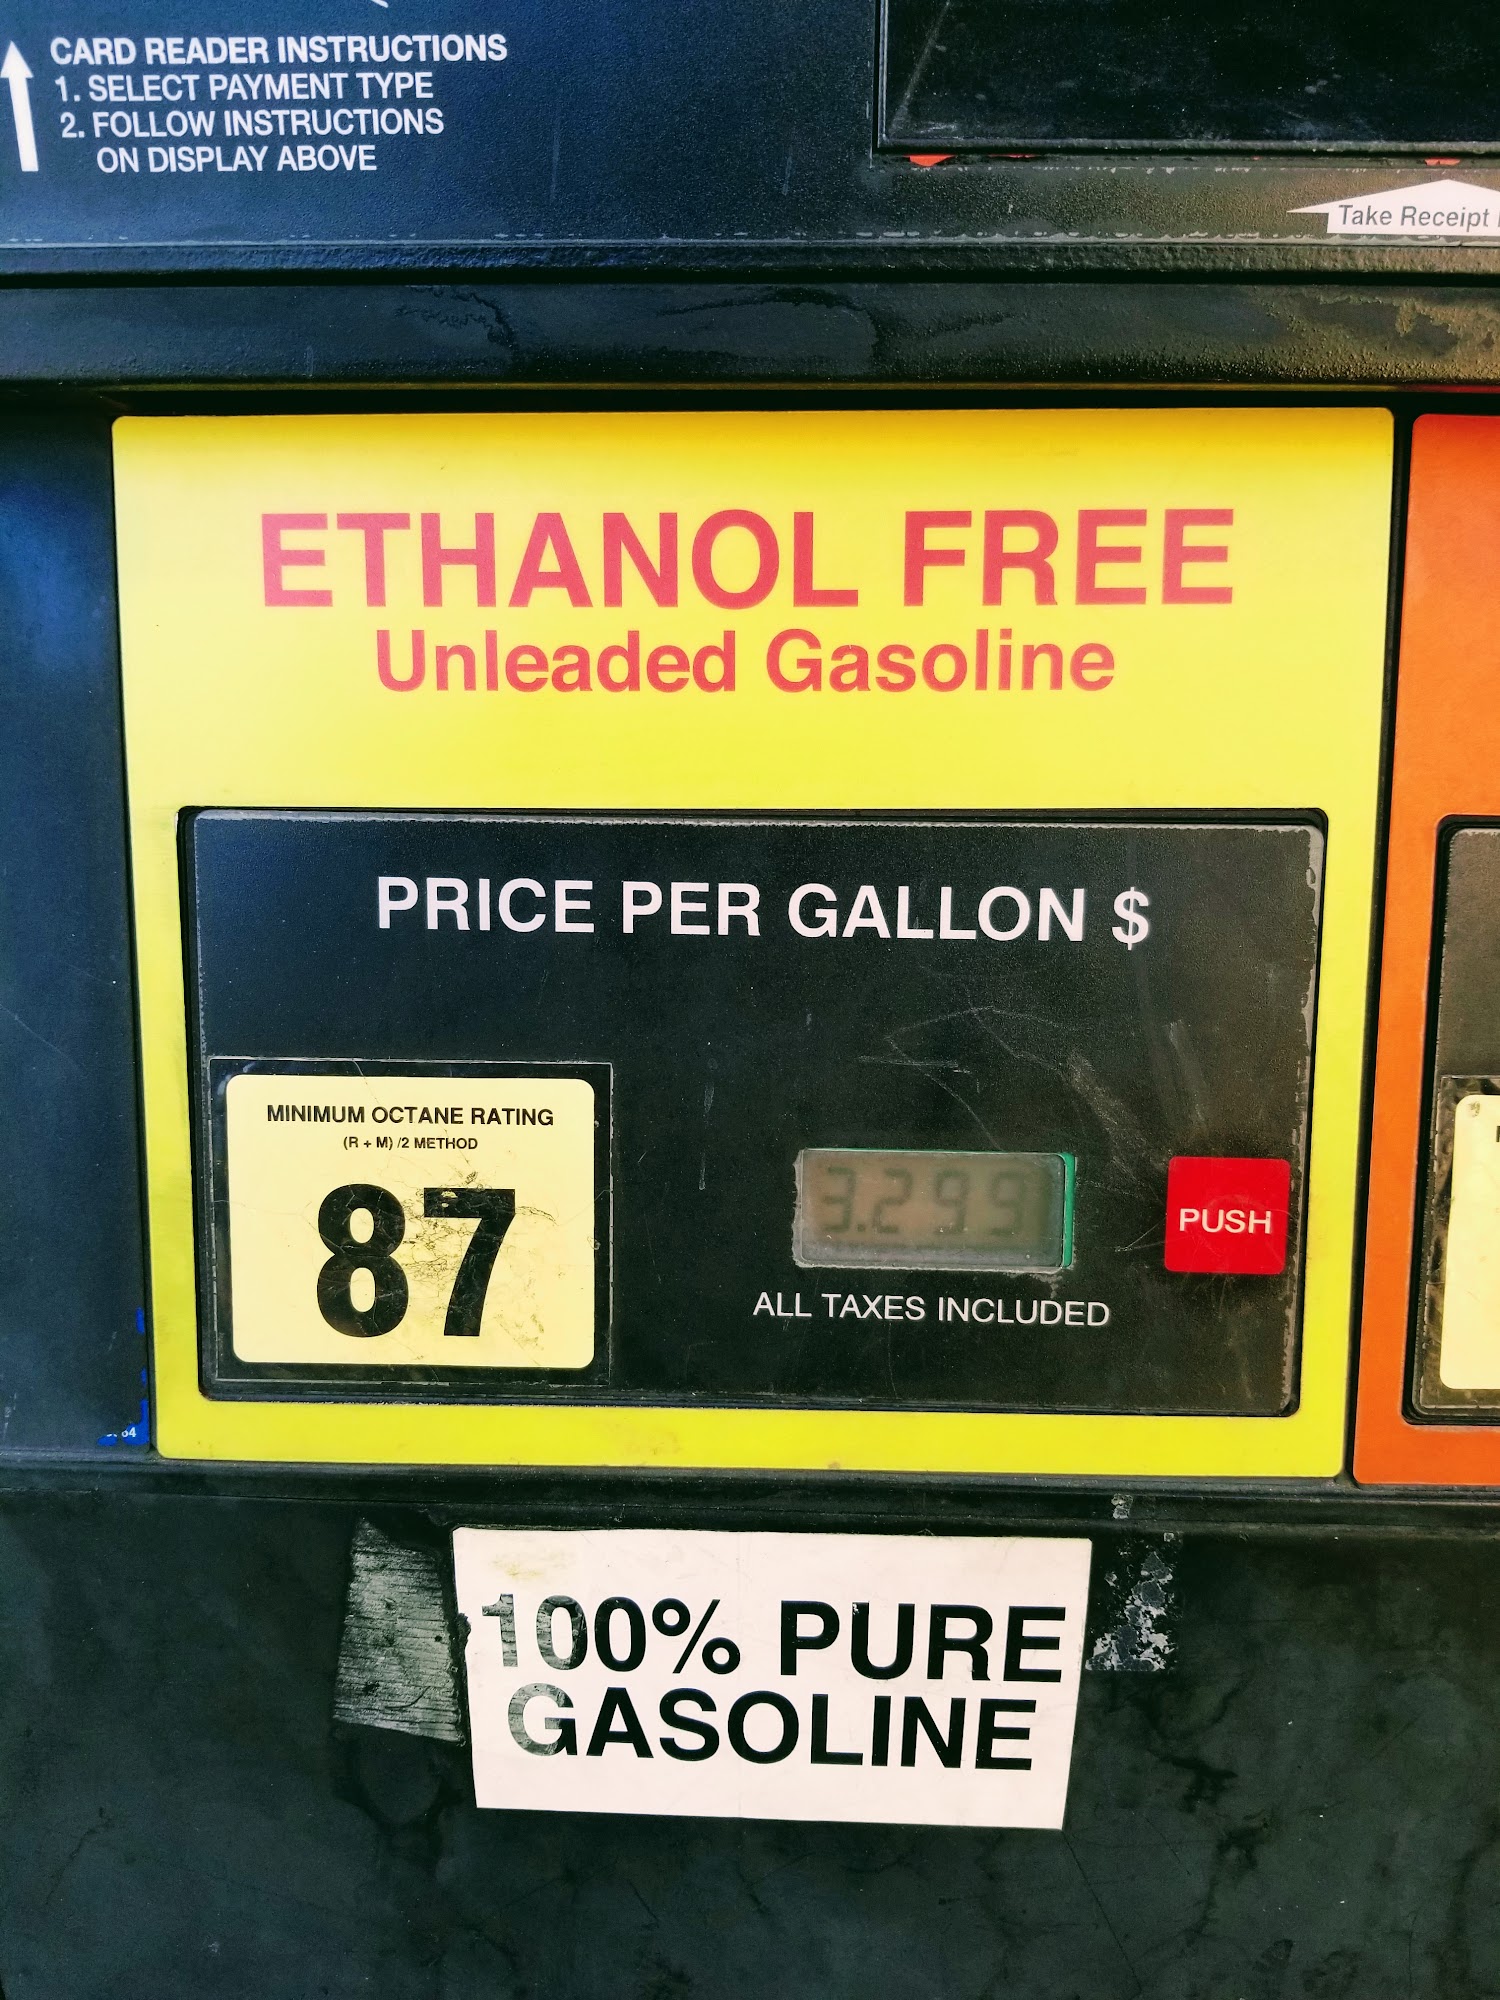 CARD READER INSTRUCTIONS
1. SELECT PAYMENT TYPE
2. FOLLOW INSTRUCTIONS
ON DISPLAY ABOVE
Take Receipt
ETHANOL FREE
Unleaded Gasoline
PRICE PER GALLON $
MINIMUM OCTANE RATING
(R + M) /2 METHOD
87
3.299
PUSH
ALL TAXES INCLUDED
100% PURE
GASOLINE